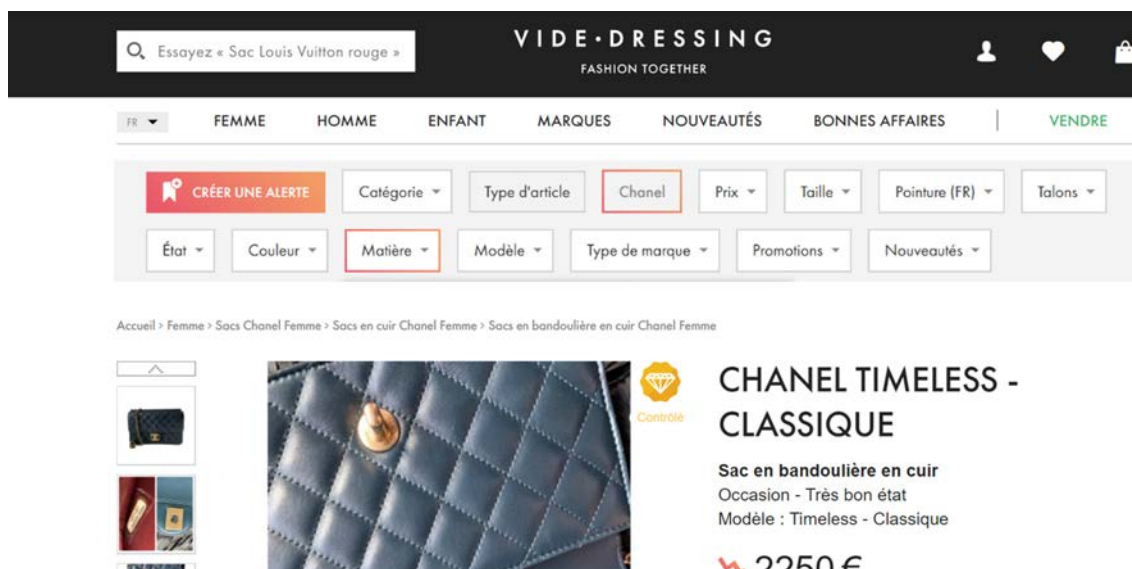 Essayez « Sac Louis Vuitton rouge »
VIDE•DRESSING
FASHION TOGETHER
FR FEMME HOMME ENFANT MARQUES NOUVEAUTÉS BONNES AFFAIRES | VENDRE
CRÉER UNE ALERTE Catégorie Type d'article Chanel Prix Taille Pointure (FR) Talons
État Couleur Matière Modèle Type de marque Promotions Nouveautés
Accueil > Femme > Sacs Chanel Femme > Sacs en cuir Chanel Femme > Sacs en bandoulière en cuir Chanel Femme
Contrôlé
CHANEL TIMELESS -
CLASSIQUE
Sac en bandoulière en cuir
Occasion - Très bon état
Modèle : Timeless - Classique
2250 €